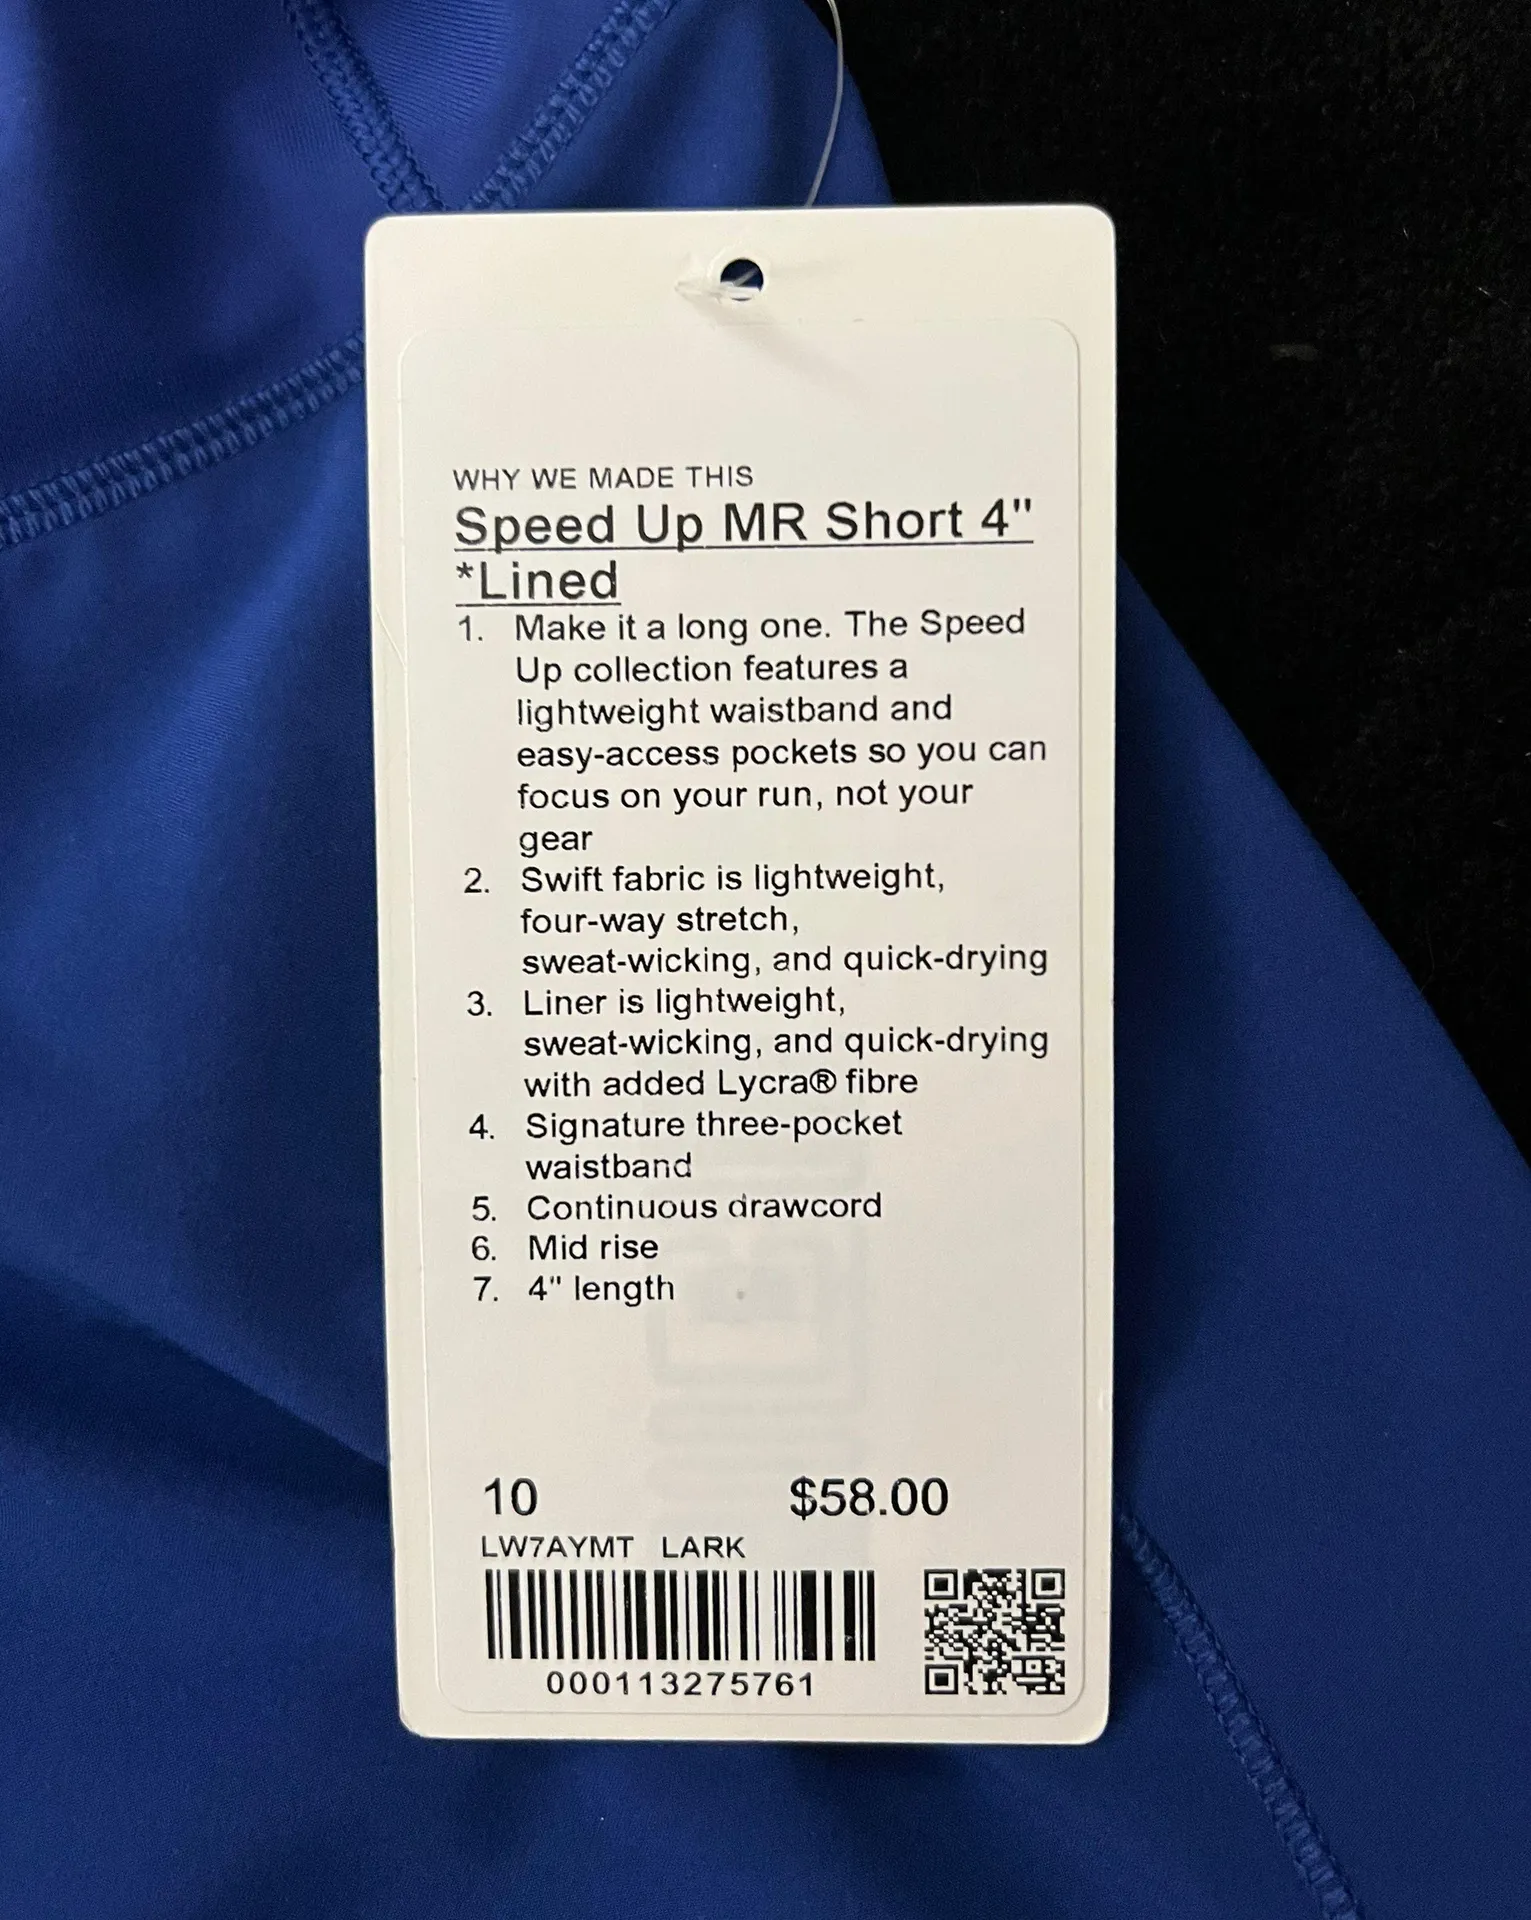 WHY WE MADE THIS
Speed Up MR Short 4"
*Lined
1. Make it a long one. The Speed
Up collection features a
lightweight waistband and
easy-access pockets so you can
focus on your run, not your
gear
2. Swift fabric is lightweight,
four-way stretch,
sweat-wicking, and quick-drying
3. Liner is lightweight,
sweat-wicking, and quick-drying
with added Lycra® fibre
4. Signature three-pocket
waistband
5. Continuous drawcord
6. Mid rise
7. 4" length
10 $58.00
LW7AYMT LARK
000113275761